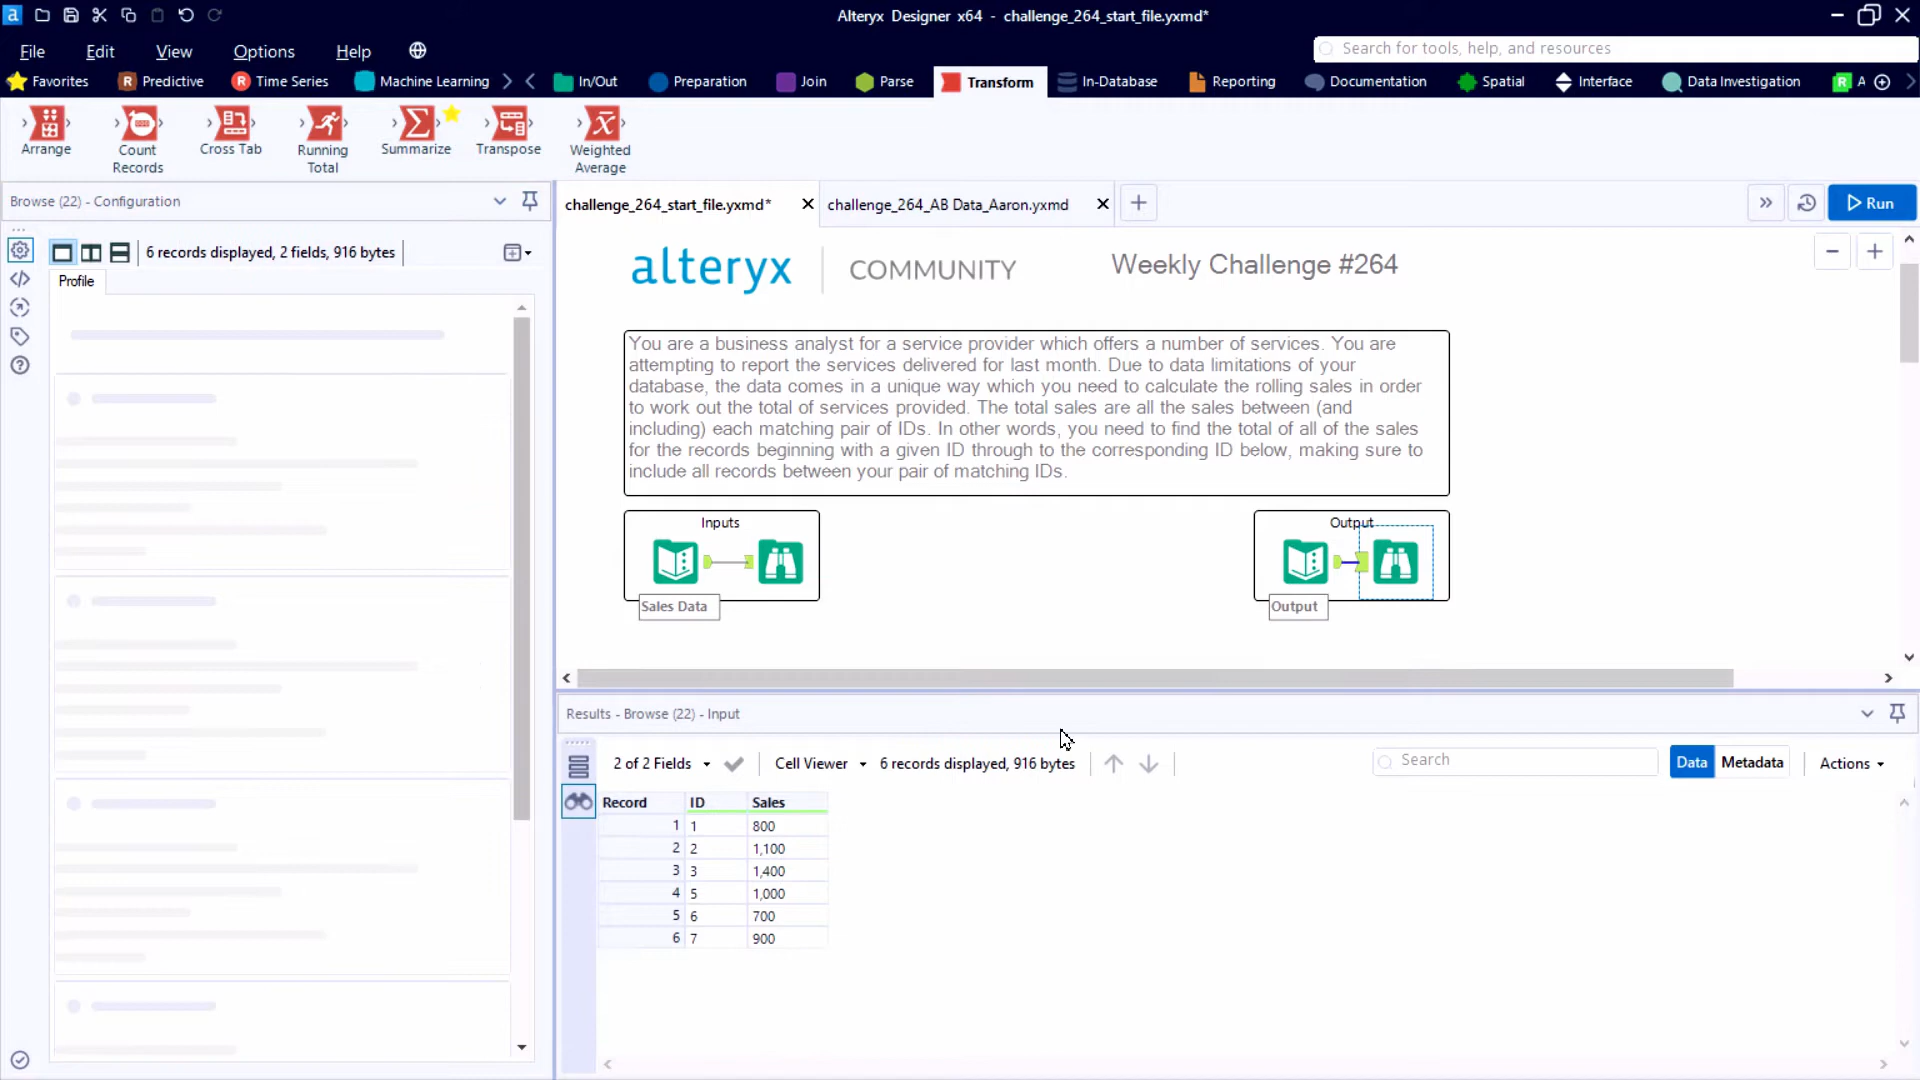 Alteryx Designer x64 - challenge_264_start_file.yxmd*
File
Edit
View
Options
Help
Search for tools, help, and resources
Favorites
Predictive
Time Series
Machine Learning
In/Out
Preparation
Join
Parse
Transform
In-Database
Reporting
Documentation
Spatial
Interface
Data Investigation
A
Arrange
Count Records
Cross Tab
Running Total
Summarize
Transpose
Weighted Average
Browse (22) - Configuration
6 records displayed, 2 fields, 916 bytes
Profile
challenge_264_start_file.yxmd*
challenge_264_AB Data_Aaron.yxmd
Run
alteryx
COMMUNITY
Weekly Challenge #264
You are a business analyst for a service provider which offers a number of services. You are
attempting to report the services delivered for last month. Due to data limitations of your
database, the data comes in a unique way which you need to calculate the rolling sales in order
to work out the total of services provided. The total sales are all the sales between (and
including) each matching pair of IDs. In other words, you need to find the total of all of the sales
for the records beginning with a given ID through to the corresponding ID below, making sure to
include all records between your pair of matching IDs.
Inputs
Sales Data
Output
Output
Results - Browse (22) - Input
2 of 2 Fields
Cell Viewer
6 records displayed, 916 bytes
Search
Data
Metadata
Actions
Record ID Sales
1 1 800
2 2 1,100
3 3 1,400
4 5 1,000
5 6 700
6 7 900